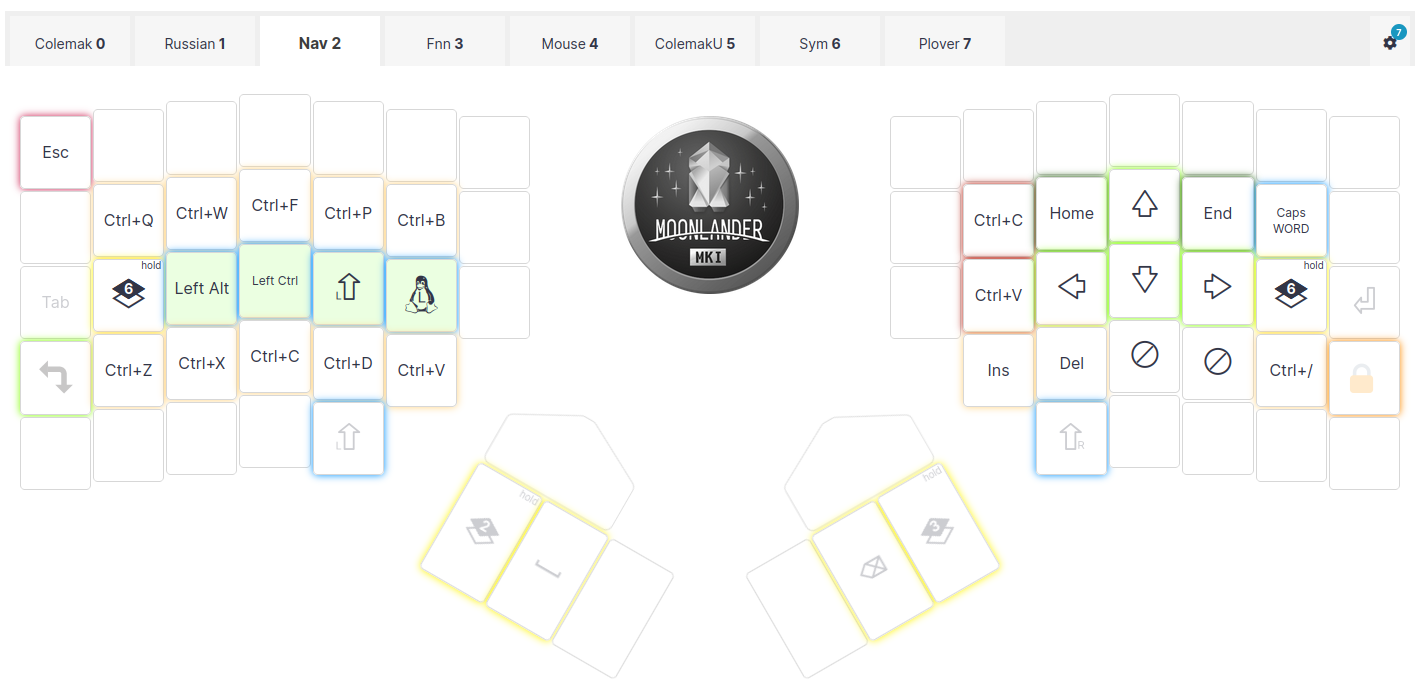 Colemak 0
Russian 1
Nav 2
Fnn 3
Mouse 4
ColemakU 5
Sym 6
Plover 7
7
Esc
Ctrl+Q
Ctrl+W
Ctrl+F
Ctrl+P
Ctrl+B
Tab
hold
6
Left Alt
Left Ctrl
L
L
Ctrl+Z
Ctrl+X
Ctrl+C
Ctrl+D
Ctrl+V
L
hold
2
MOONLANDER
MKI
Ctrl+C
Home
End
Caps
WORD
Ctrl+V
hold
6
Ins
Del
Ctrl+/
R
hold
3